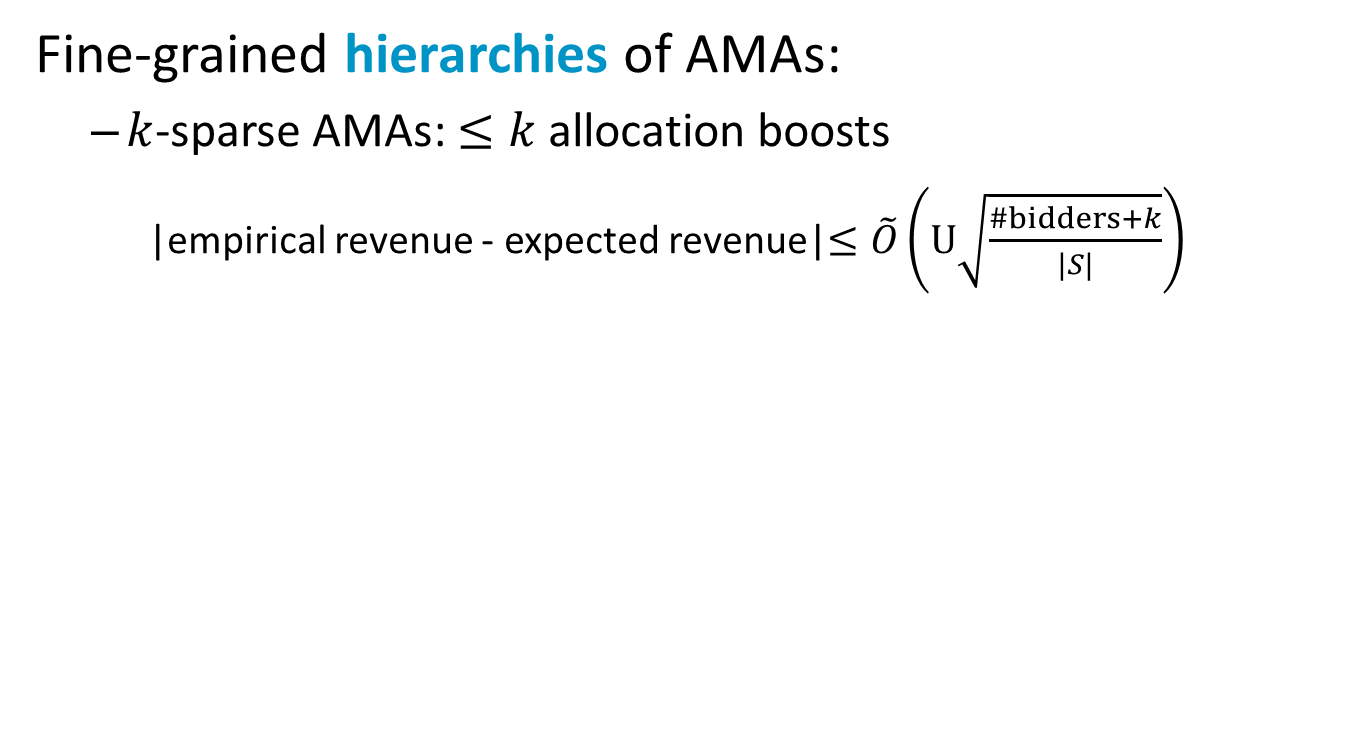 Fine-grained hierarchies of AMAs:
– k-sparse AMAs: ≤ k allocation boosts
|empirical revenue - expected revenue| ≤ Õ(U√(#bidders+k / |S|))